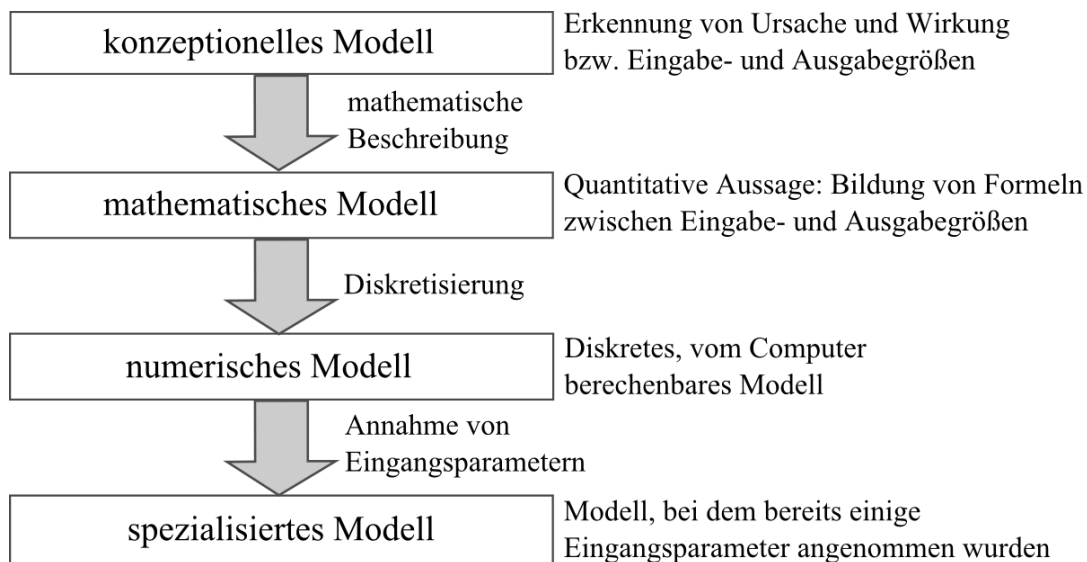 konzeptionelles Modell
Erkennung von Ursache und Wirkung
bzw. Eingabe- und Ausgabegrößen
mathematische
Beschreibung
mathematisches Modell
Quantitative Aussage: Bildung von Formeln
zwischen Eingabe- und Ausgabegrößen
Diskretisierung
numerisches Modell
Diskretes, vom Computer
berechenbares Modell
Annahme von
Eingangsparametern
spezialisiertes Modell
Modell, bei dem bereits einige
Eingangsparameter angenommen wurden